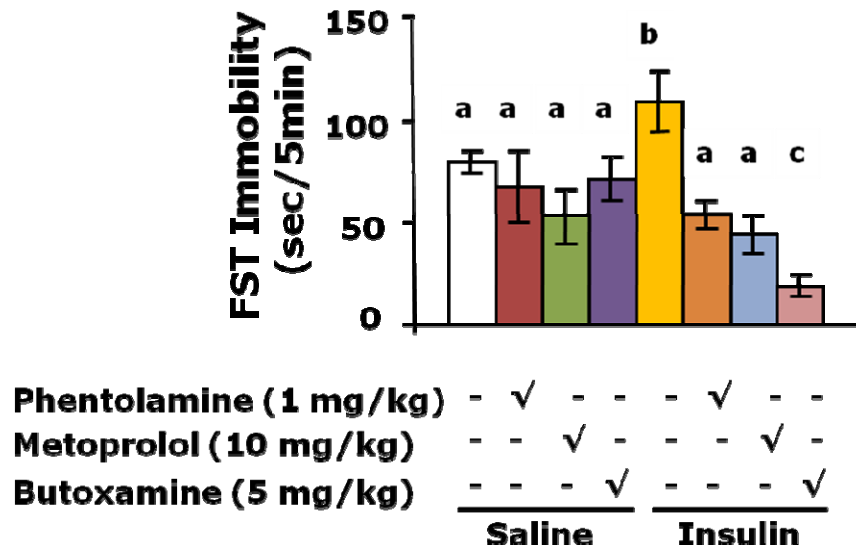 FST Immobility
(sec/5min)
150
100
50
0
a a a a b a a c
Phentolamine (1 mg/kg) - √ - - - √ - -
Metoprolol (10 mg/kg) - - √ - - - √ -
Butoxamine (5 mg/kg) - - - √ - - - √
Saline Insulin